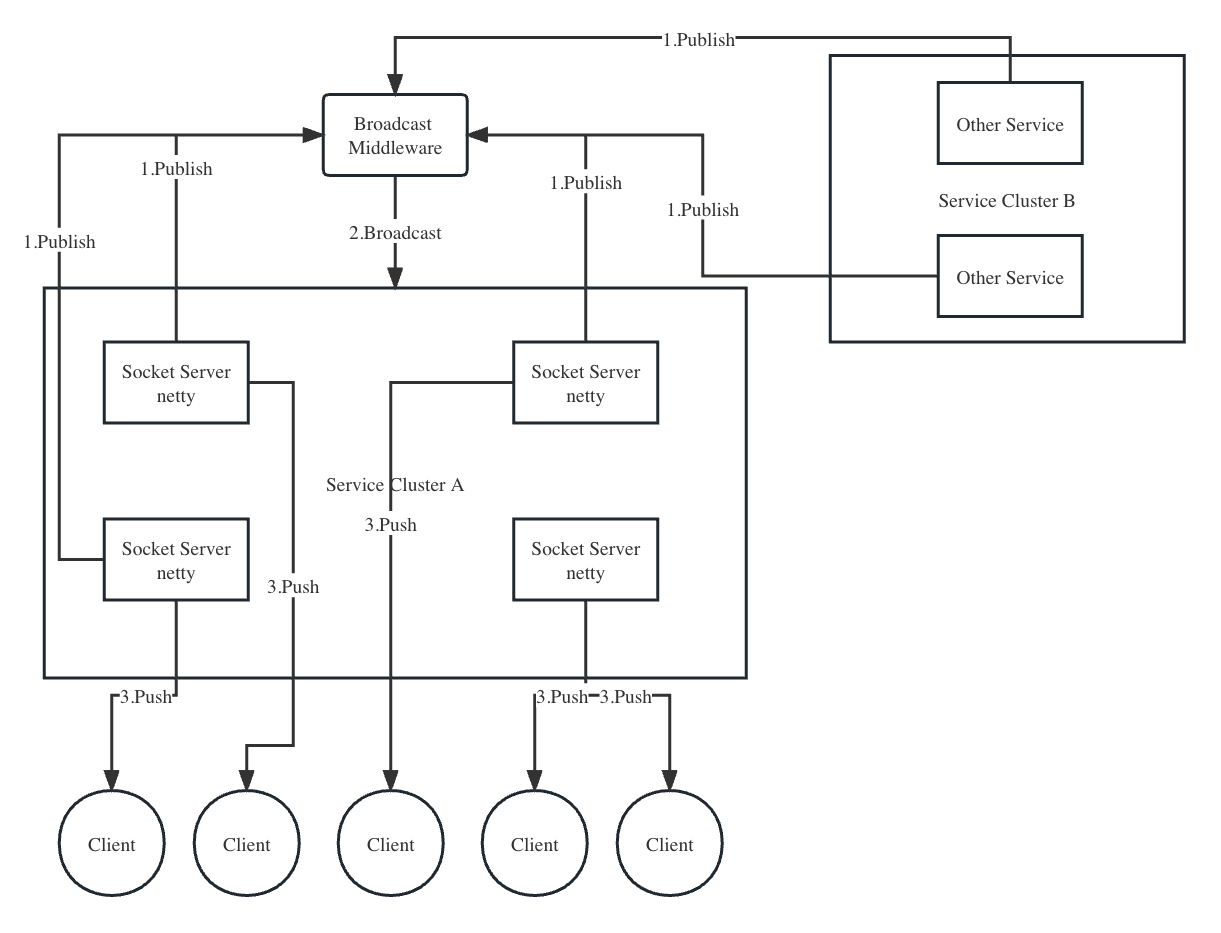 1.Publish
Broadcast
Middleware
Other Service
1.Publish
1.Publish
Service Cluster B
1.Publish
2.Broadcast
1.Publish
Other Service
Socket Server
netty
Socket Server
netty
Service Cluster A
3.Push
Socket Server
netty
Socket Server
netty
3.Push
3.Push
3.Push
3.Push
Client
Client
Client
Client
Client